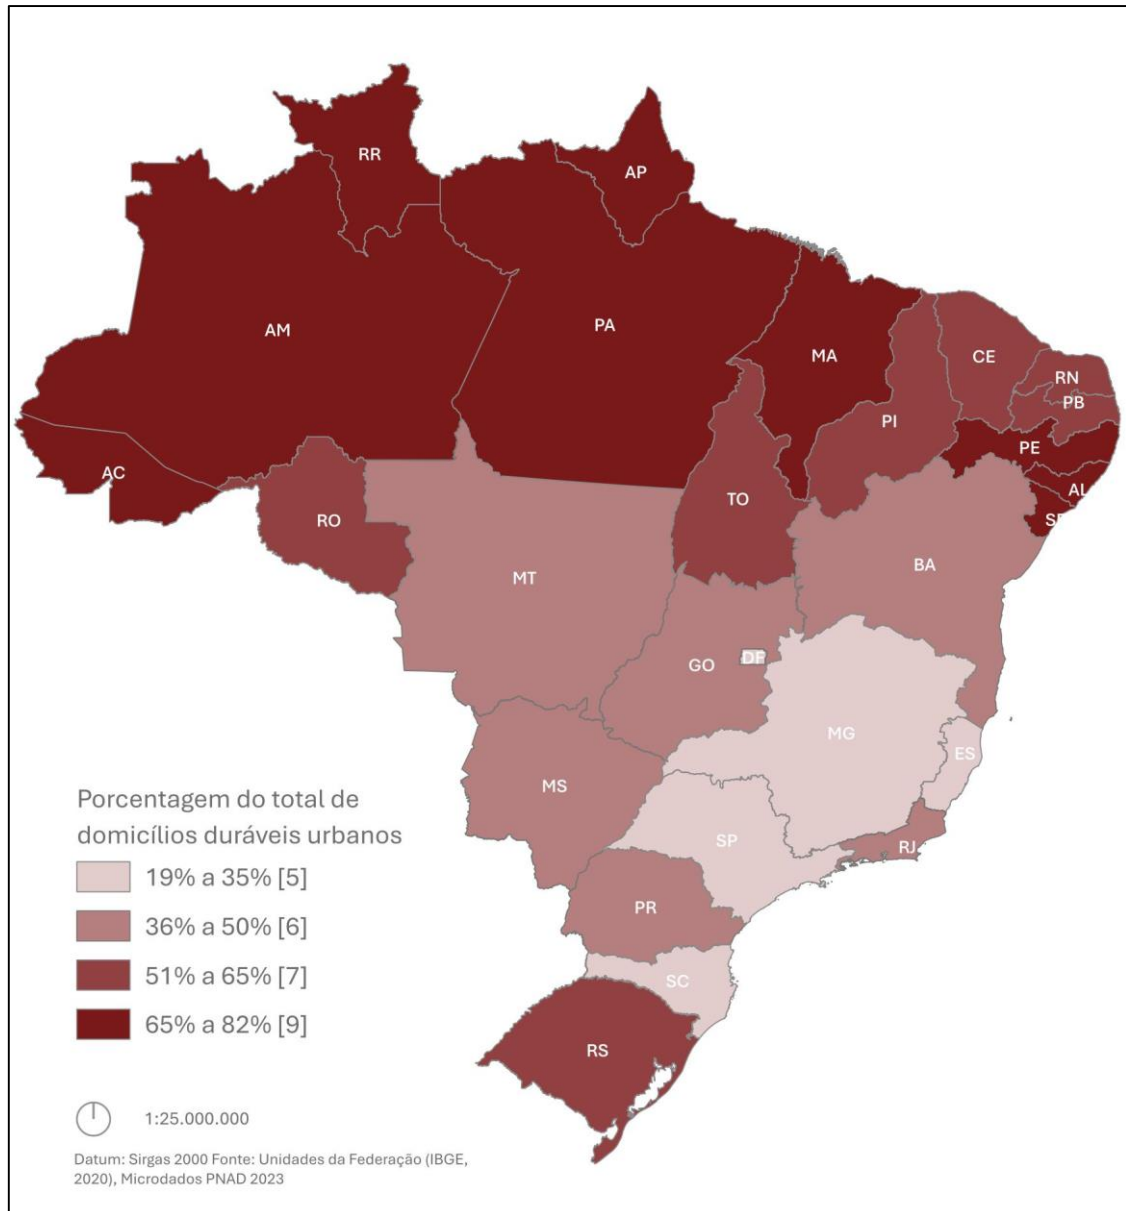 RR
AP
AM
PA
MA
CE
RN
PB
PI
PE
AC
AL
TO
SE
RO
BA
MT
DF
GO
MG
ES
MS
SP
RJ
PR
SC
RS
Porcentagem do total de
domicílios duráveis urbanos
19% a 35% [5]
36% a 50% [6]
51% a 65% [7]
65% a 82% [9]
1:25.000.000
Datum: Sirgas 2000 Fonte: Unidades da Federação (IBGE,
2020), Microdados PNAD 2023